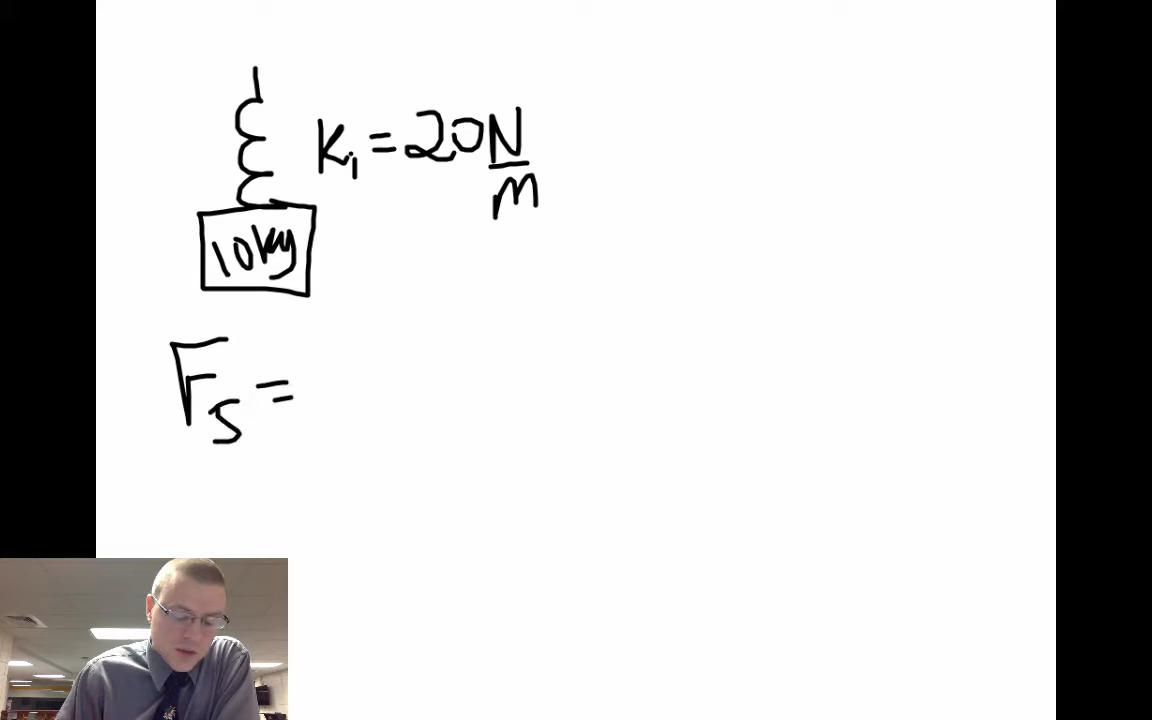 K₁ = 20 N/m
10kg
Fs =